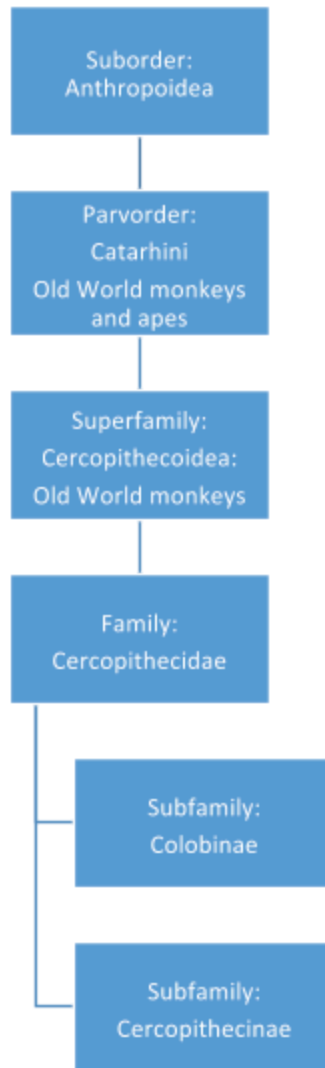 Suborder:
Anthropoidea
Parvorder:
Catarhini
Old World monkeys
and apes
Superfamily:
Cercopithecoidea:
Old World monkeys
Family:
Cercopithecidae
Subfamily:
Colobinae
Subfamily:
Cercopithecinae